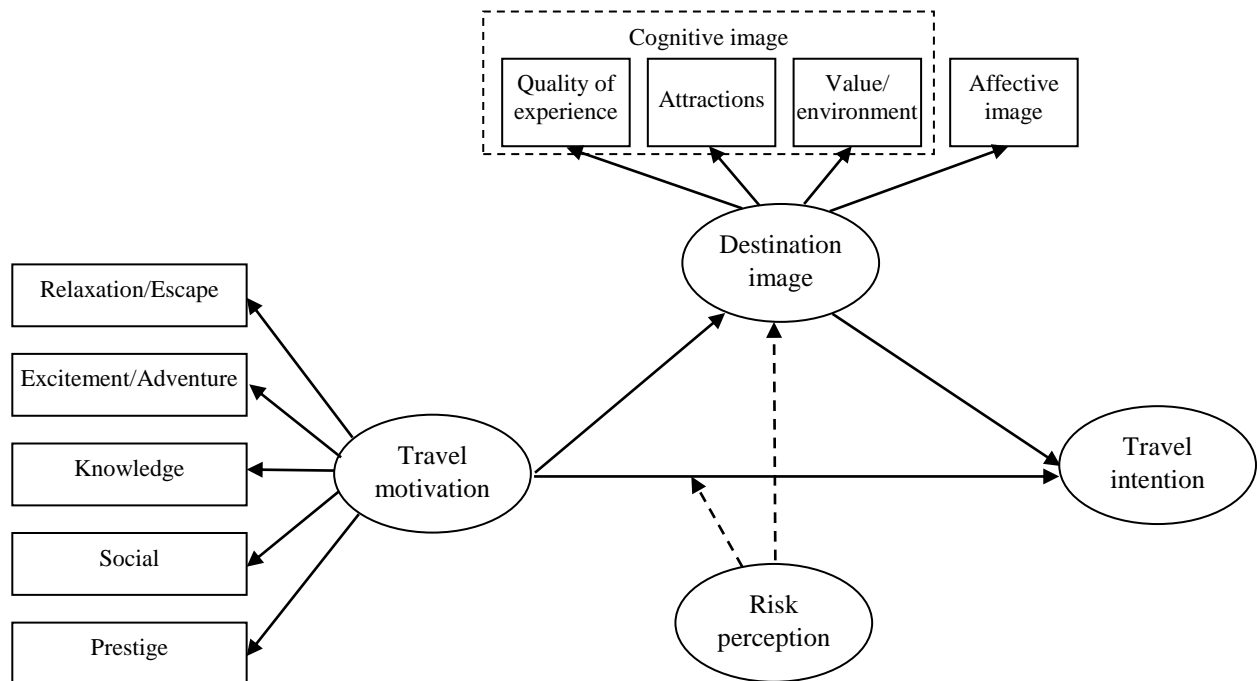 Cognitive image
Quality of
experience
Attractions
Value/
environment
Affective
image
Destination
image
Relaxation/Escape
Excitement/Adventure
Knowledge
Social
Prestige
Travel
motivation
Travel
intention
Risk
perception